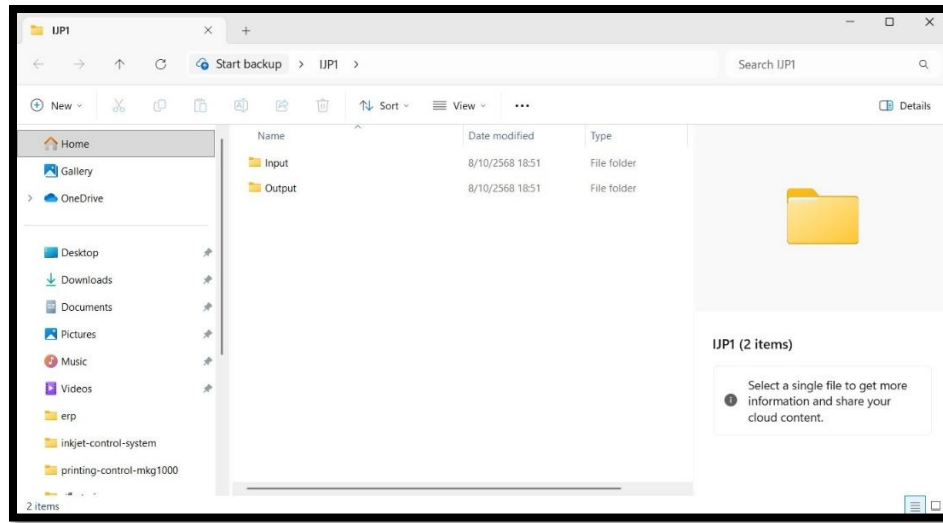 IJP1
Start backup > IJP1 >
Search IJP1
New
Sort
View
Details
Home
Gallery
OneDrive
Desktop
Downloads
Documents
Pictures
Music
Videos
erp
inkjet-control-system
printing-control-mkg1000
Name Date modified Type
Input 8/10/2568 18:51 File folder
Output 8/10/2568 18:51 File folder
IJP1 (2 items)
Select a single file to get more
information and share your
cloud content.
2 items